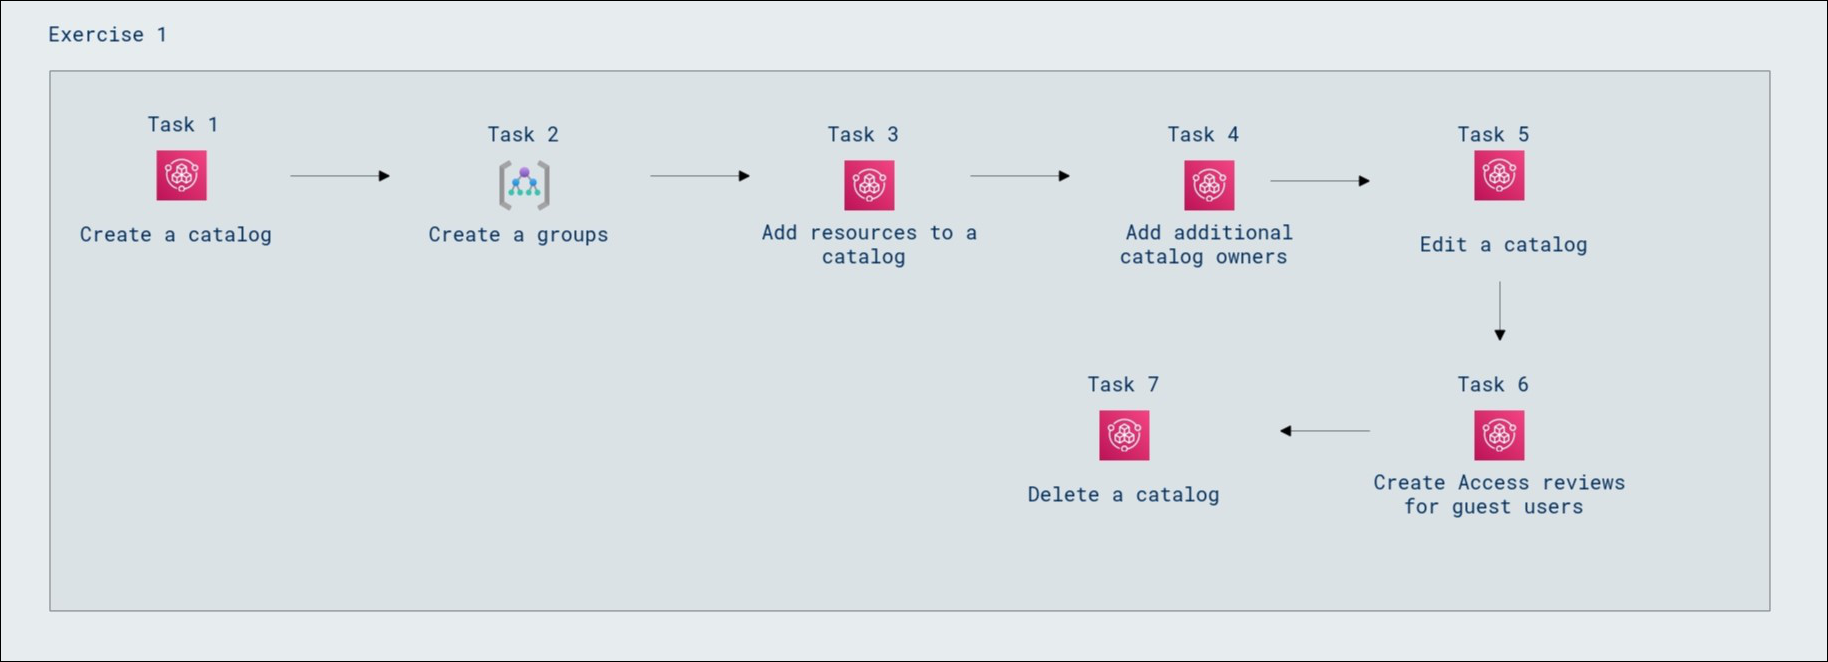 Exercise 1
Task 1
Create a catalog
Task 2
Create a groups
Task 3
Add resources to a
catalog
Task 4
Add additional
catalog owners
Task 5
Edit a catalog
Task 6
Create Access reviews
for guest users
Task 7
Delete a catalog